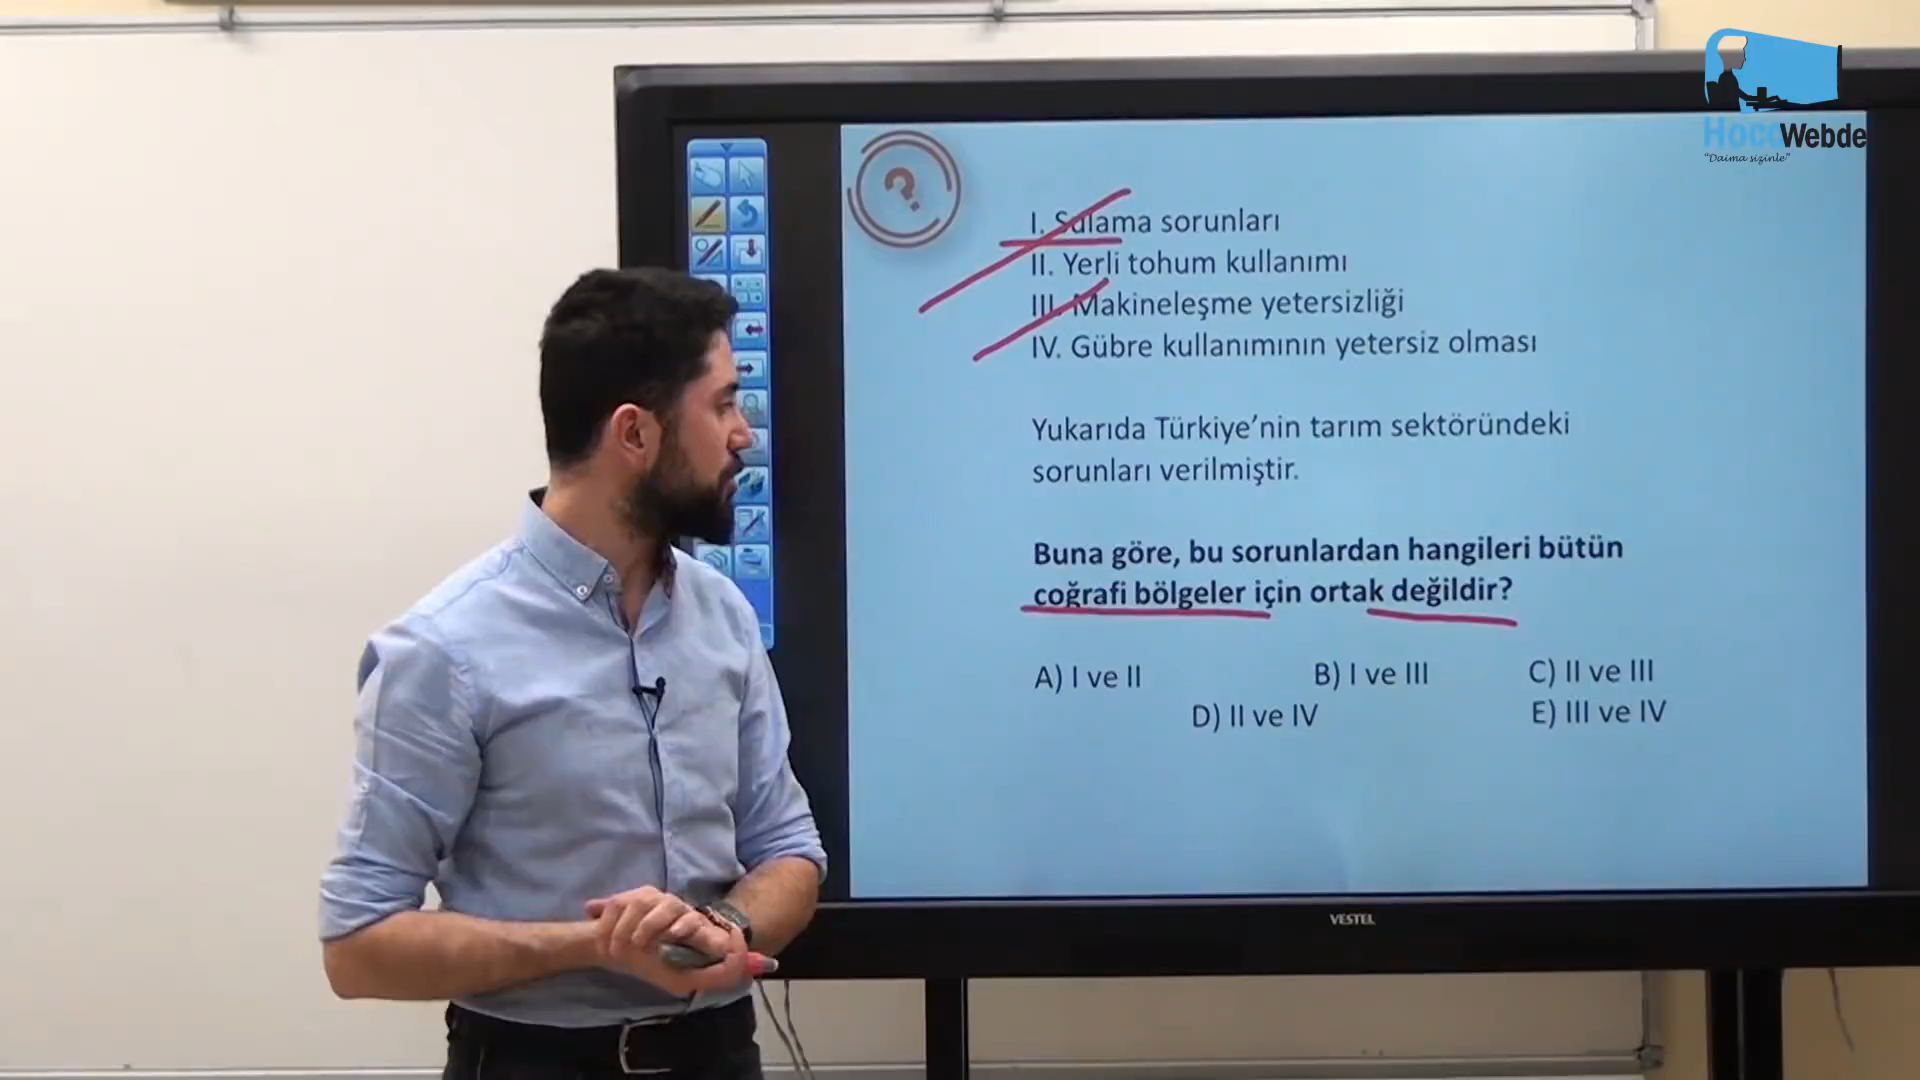 HocaWebde
"Daima sizinle"
?
I. Sulama sorunları
II. Yerli tohum kullanımı
III. Makineleşme yetersizliği
IV. Gübre kullanımının yetersiz olması
Yukarıda Türkiye’nin tarım sektöründeki
sorunları verilmiştir.
Buna göre, bu sorunlardan hangileri bütün
coğrafi bölgeler için ortak değildir?
A) I ve II B) I ve III C) II ve III
D) II ve IV E) III ve IV
VESTEL